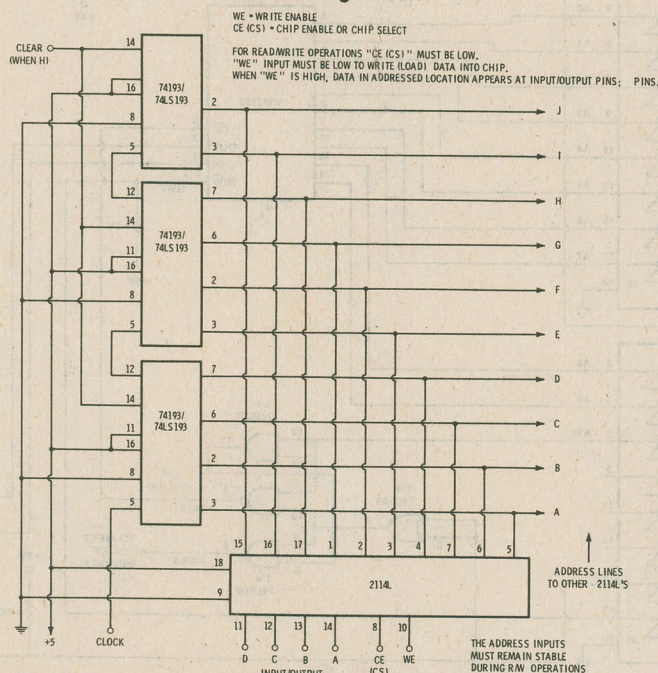 WE = WRITE ENABLE
CE (CS) = CHIP ENABLE OR CHIP SELECT
FOR READ/WRITE OPERATIONS "CE (CS)" MUST BE LOW.
"WE" INPUT MUST BE LOW TO WRITE (LOAD) DATA INTO CHIP.
WHEN "WE" IS HIGH, DATA IN ADDRESSED LOCATION APPEARS AT INPUT/OUTPUT PINS; PINS.
CLEAR
(WHEN H)
14
16
8
5
74193/
74LS193
2
J
3
I
12
14
11
16
8
5
74193/
74LS193
7
H
6
G
2
F
3
E
12
14
11
16
8
5
74193/
74LS193
7
D
6
C
2
B
3
A
15 16 17 1 2 3 4 7 6 5
18
9
2114L
ADDRESS LINES
TO OTHER 2114L'S
+5
CLOCK
11 12 13 14 8 10
D C B A CE WE
(CS)
INPUT/OUTPUT
THE ADDRESS INPUTS
MUST REMAIN STABLE
DURING R/W OPERATIONS